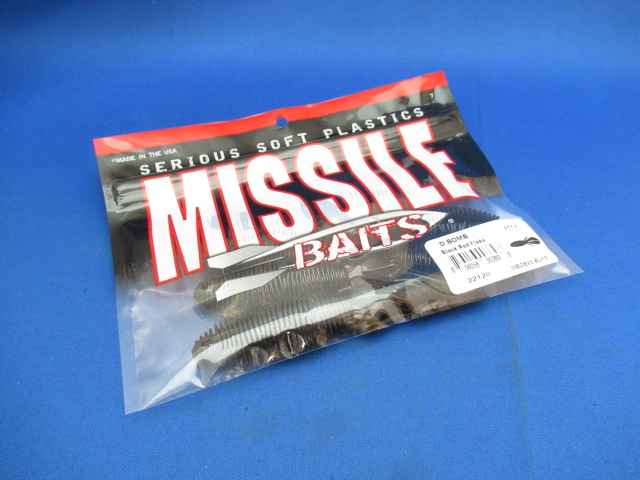 *MADE IN THE USA
SERIOUS SOFT PLASTICS
MISSILE
BAITS
D BOMB
Black Red Flake
22120